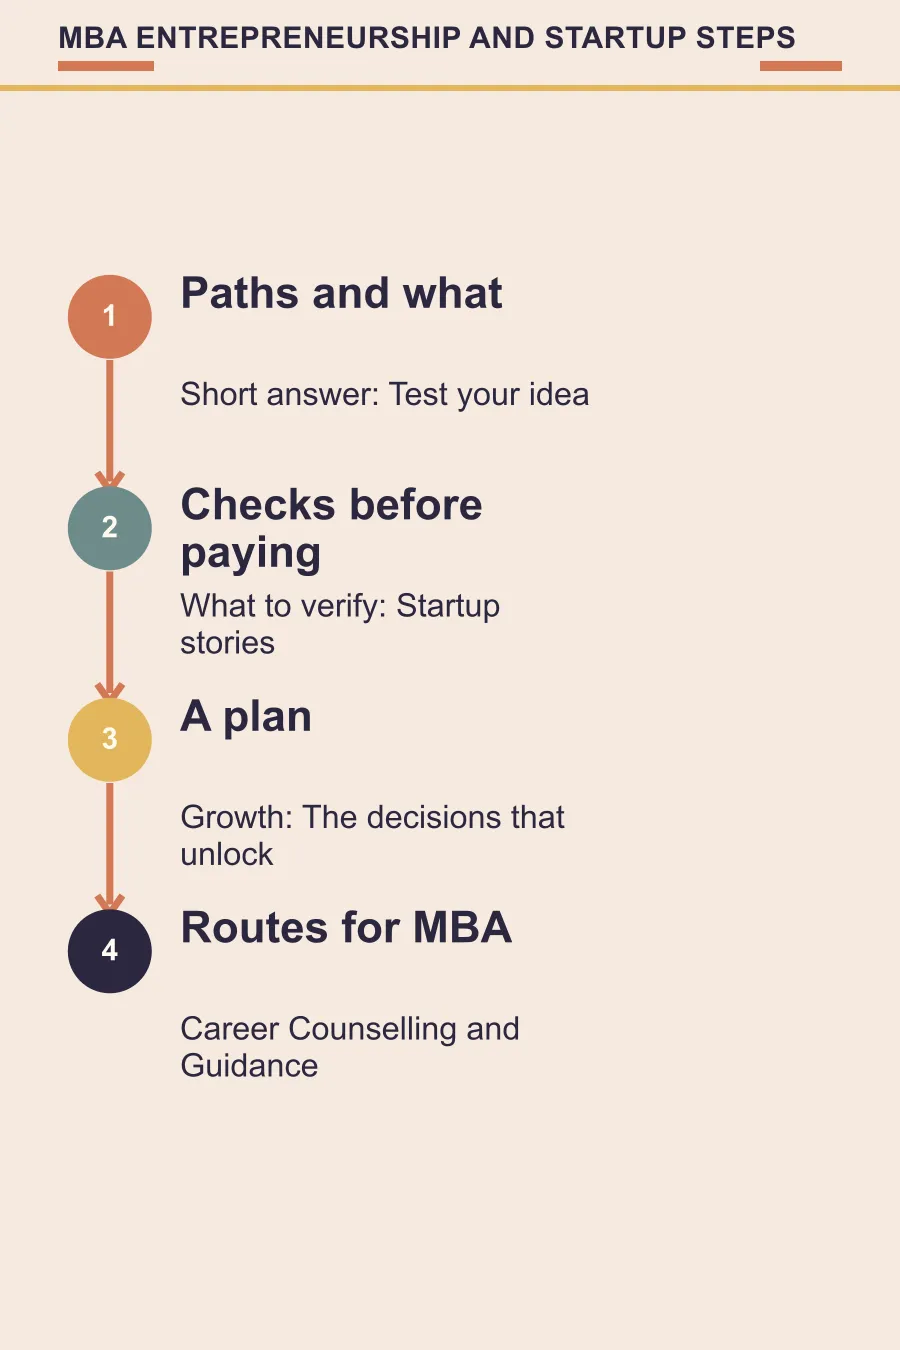 MBA ENTREPRENEURSHIP AND STARTUP STEPS
1
Paths and what
Short answer: Test your idea
2
Checks before
paying
What to verify: Startup
stories
3
A plan
Growth: The decisions that
unlock
4
Routes for MBA
Career Counselling and
Guidance